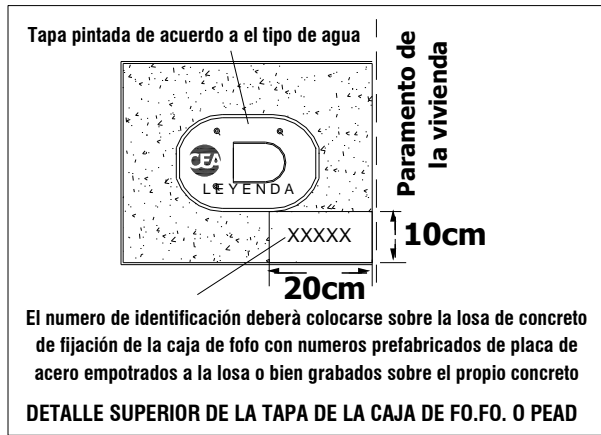 Tapa pintada de acuerdo a el tipo de agua
Paramento de
la vivienda
CEA
LEYENDA
XXXXX
10cm
20cm
El numero de identificación deberà colocarse sobre la losa de concreto
de fijación de la caja de fofo con numeros prefabricados de placa de
acero empotrados a la losa o bien grabados sobre el propio concreto
DETALLE SUPERIOR DE LA TAPA DE LA CAJA DE FO.FO. O PEAD